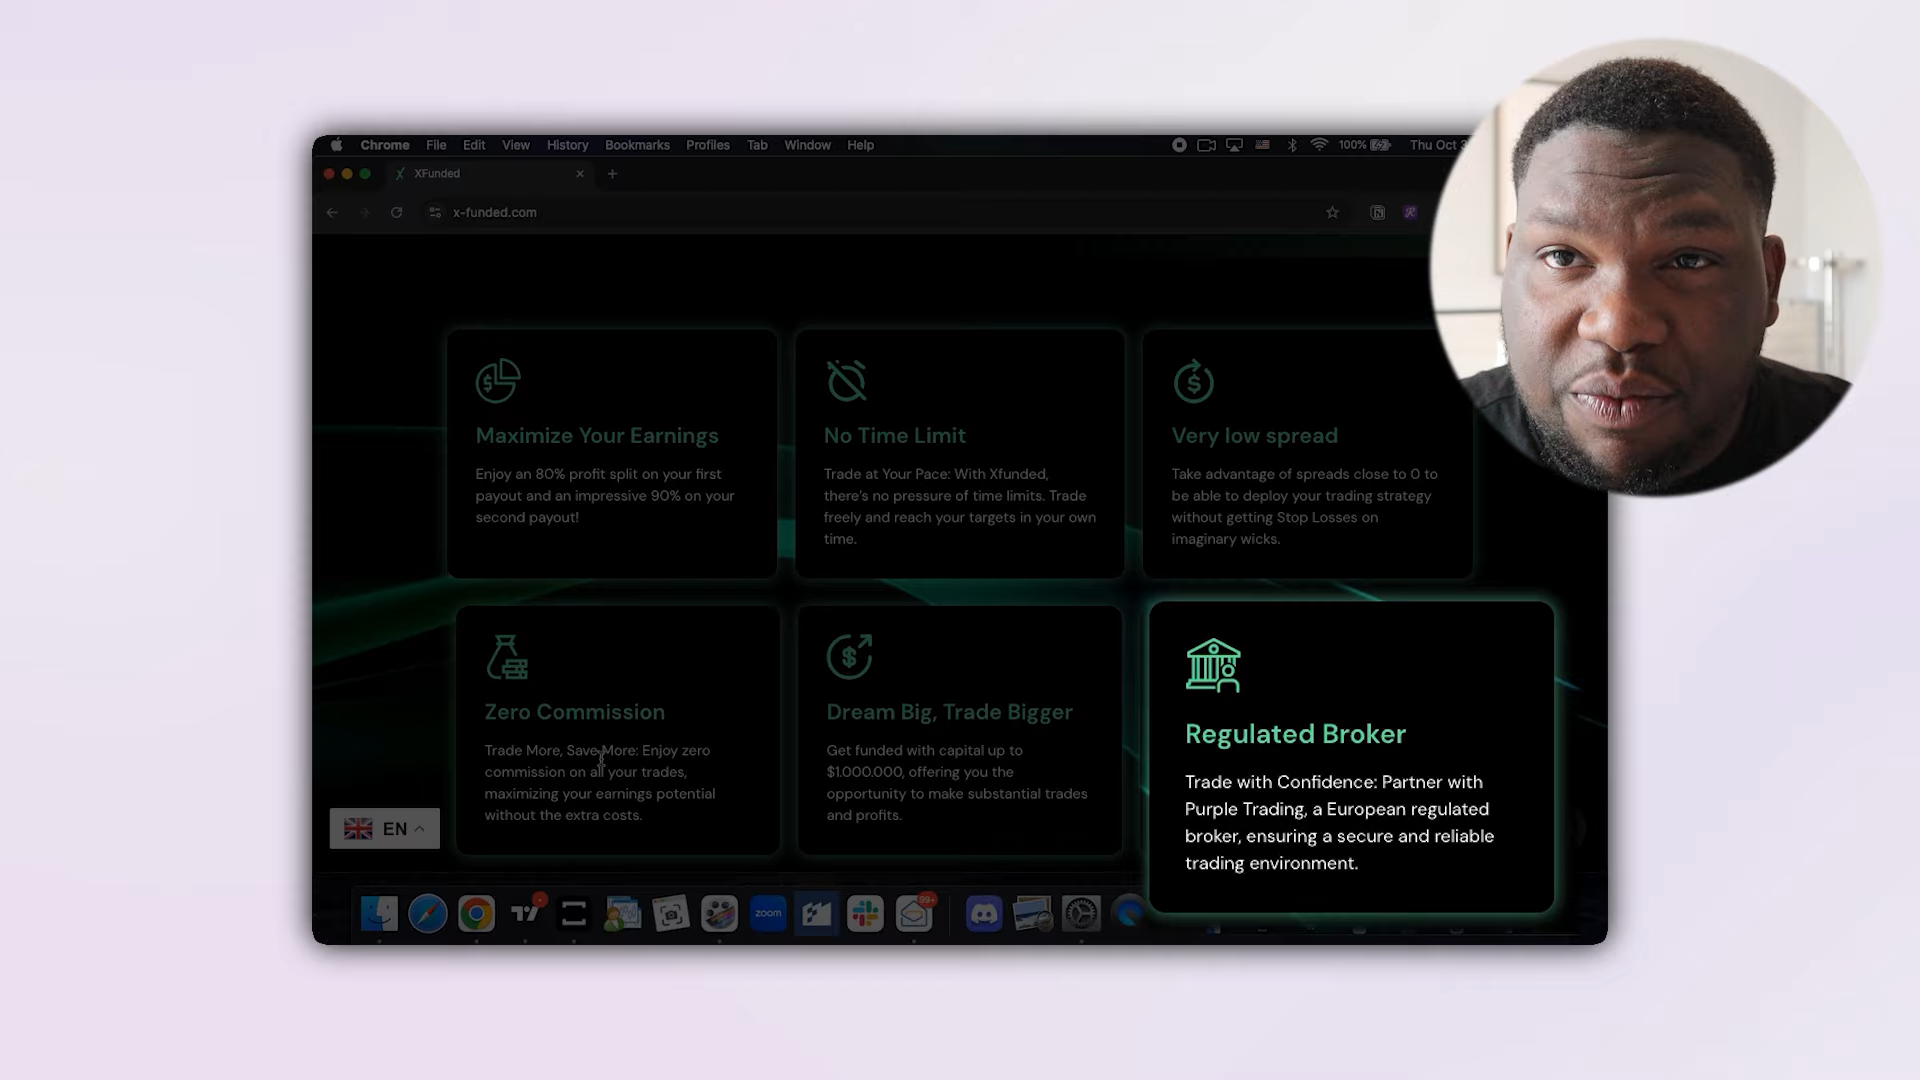 Chrome File Edit View History Bookmarks Profiles Tab Window Help
100%
Thu Oct
XFunded
x-funded.com
Maximize Your Earnings
Enjoy an 80% profit split on your first
payout and an impressive 90% on your
second payout!
No Time Limit
Trade at Your Pace: With Xfunded,
there's no pressure of time limits. Trade
freely and reach your targets in your own
time.
Very low spread
Take advantage of spreads close to 0 to
be able to deploy your trading strategy
without getting Stop Losses on
imaginary wicks.
Zero Commission
Trade More, Save More: Enjoy zero
commission on all your trades,
maximizing your earnings potential
without the extra costs.
Dream Big, Trade Bigger
Get funded with capital up to
$1.000.000, offering you the
opportunity to make substantial trades
and profits.
Regulated Broker
Trade with Confidence: Partner with
Purple Trading, a European regulated
broker, ensuring a secure and reliable
trading environment.
EN
zoom
99+